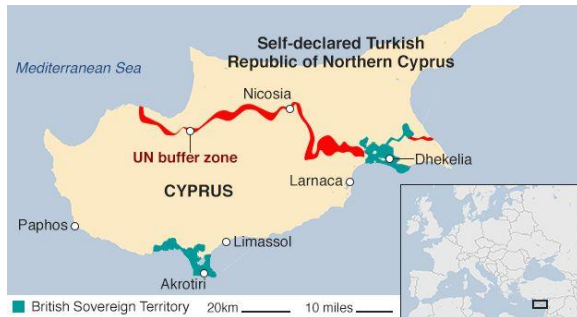 Self-declared Turkish
Republic of Northern Cyprus
Mediterranean Sea
Nicosia
UN buffer zone
Dhekelia
Larnaca
CYPRUS
Paphos
Limassol
Akrotiri
British Sovereign Territory 20km 10 miles